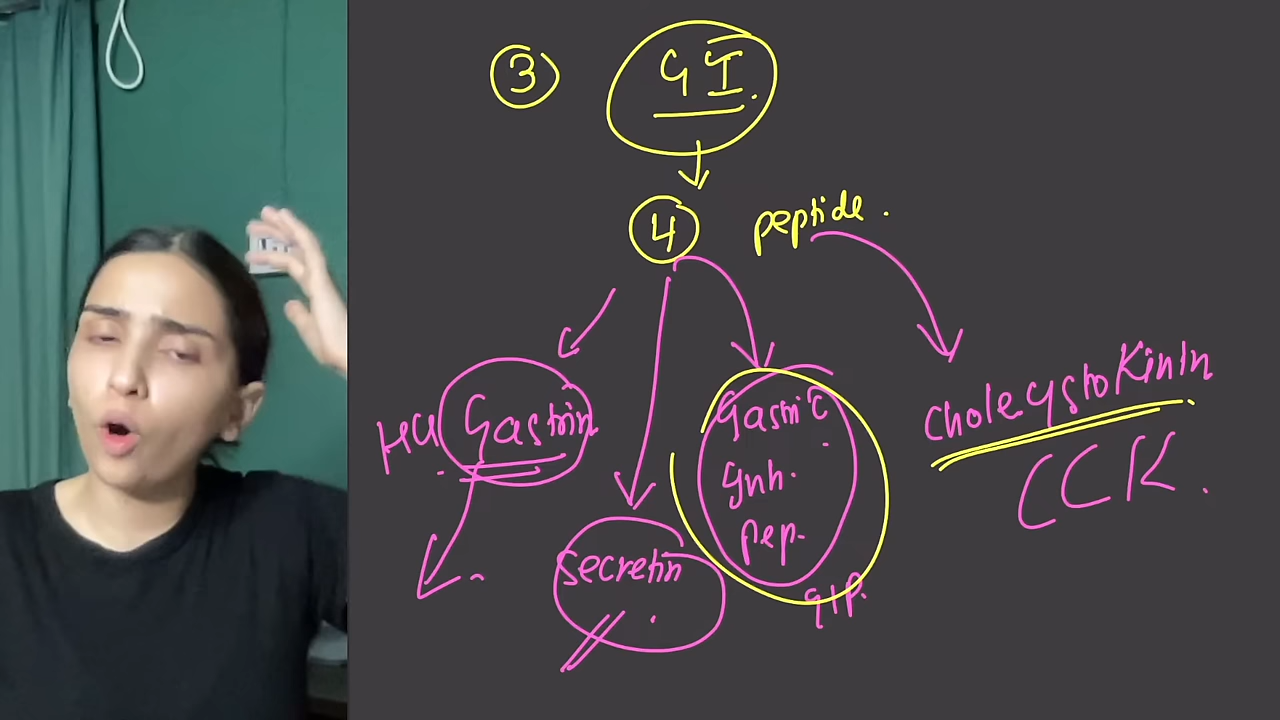 ③ GI.
④ peptide.
HCl Gastrin
Gastric
Inh.
Pep.
GIP.
Secretin
CholecystoKinin
CCK.